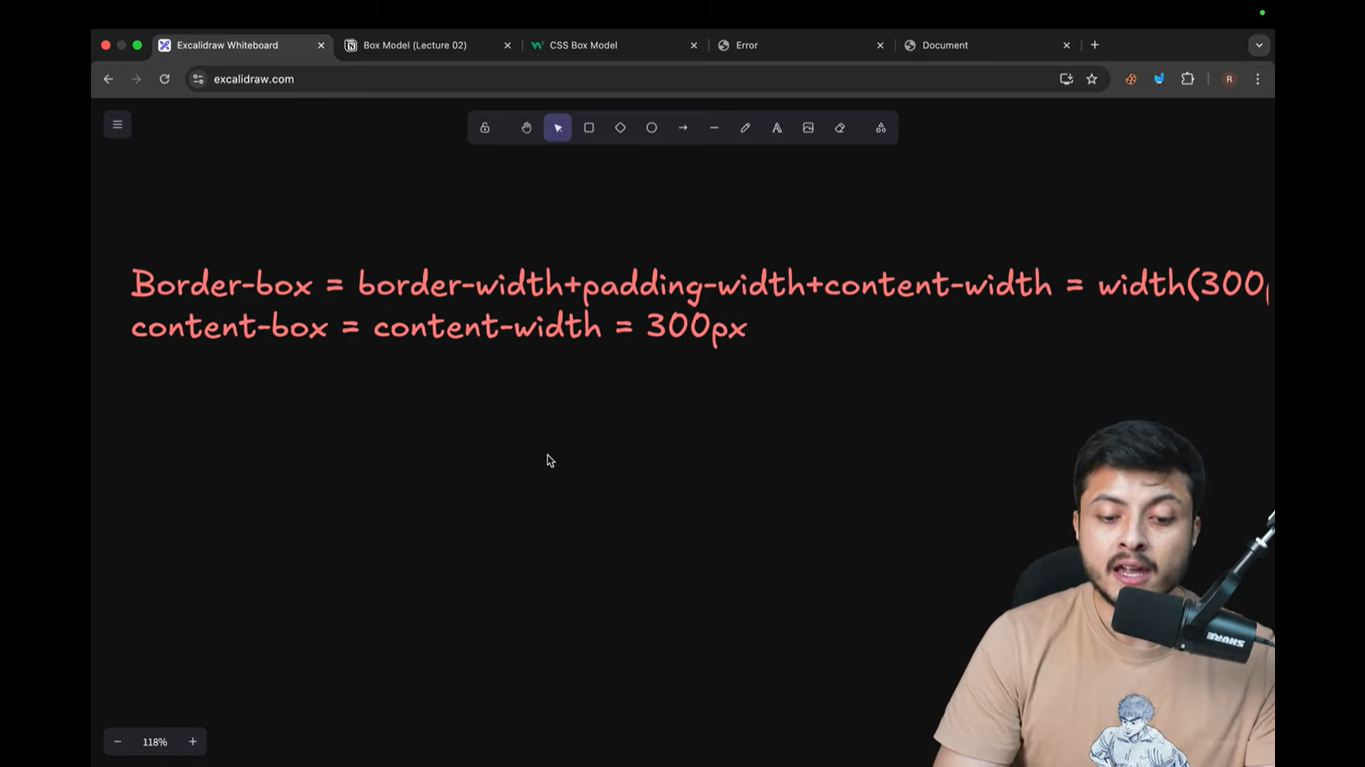 Excalidraw Whiteboard
Box Model (Lecture 02)
CSS Box Model
Error
Document
excalidraw.com
R
Border-box = border-width+padding-width+content-width = width(300
content-box = content-width = 300px
118%
SHURE